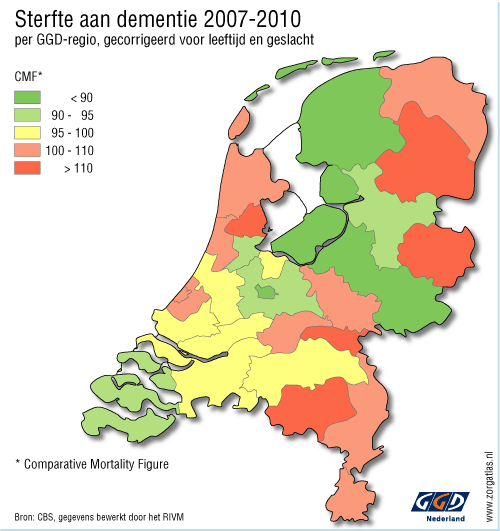 Sterfte aan dementie 2007-2010
per GGD-regio, gecorrigeerd voor leeftijd en geslacht
CMF*
< 90
90 - 95
95 - 100
100 - 110
> 110
* Comparative Mortality Figure
Bron: CBS, gegevens bewerkt door het RIVM
GGD
Nederland
www.zorgatlas.nl